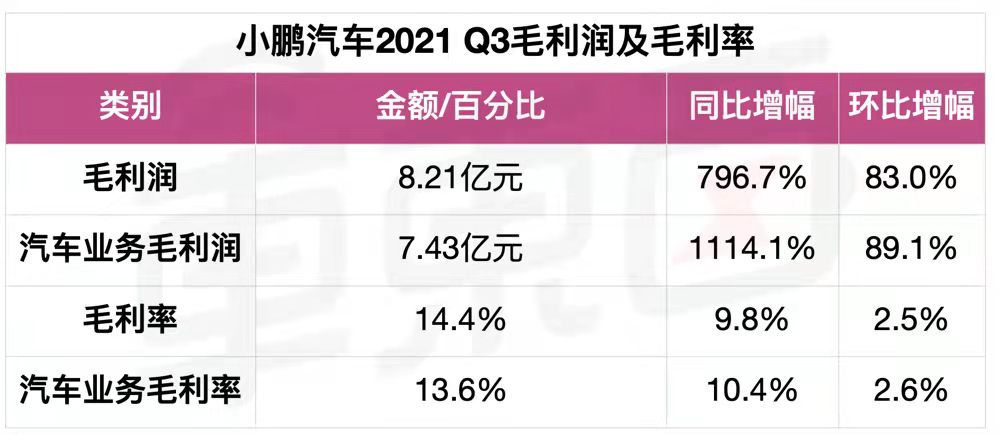 小鹏汽车2021 Q3毛利润及毛利率
类别 金额/百分比 同比增幅 环比增幅
毛利润 8.21亿元 796.7% 83.0%
汽车业务毛利润 7.43亿元 1114.1% 89.1%
毛利率 14.4% 9.8% 2.5%
汽车业务毛利率 13.6% 10.4% 2.6%
车东西